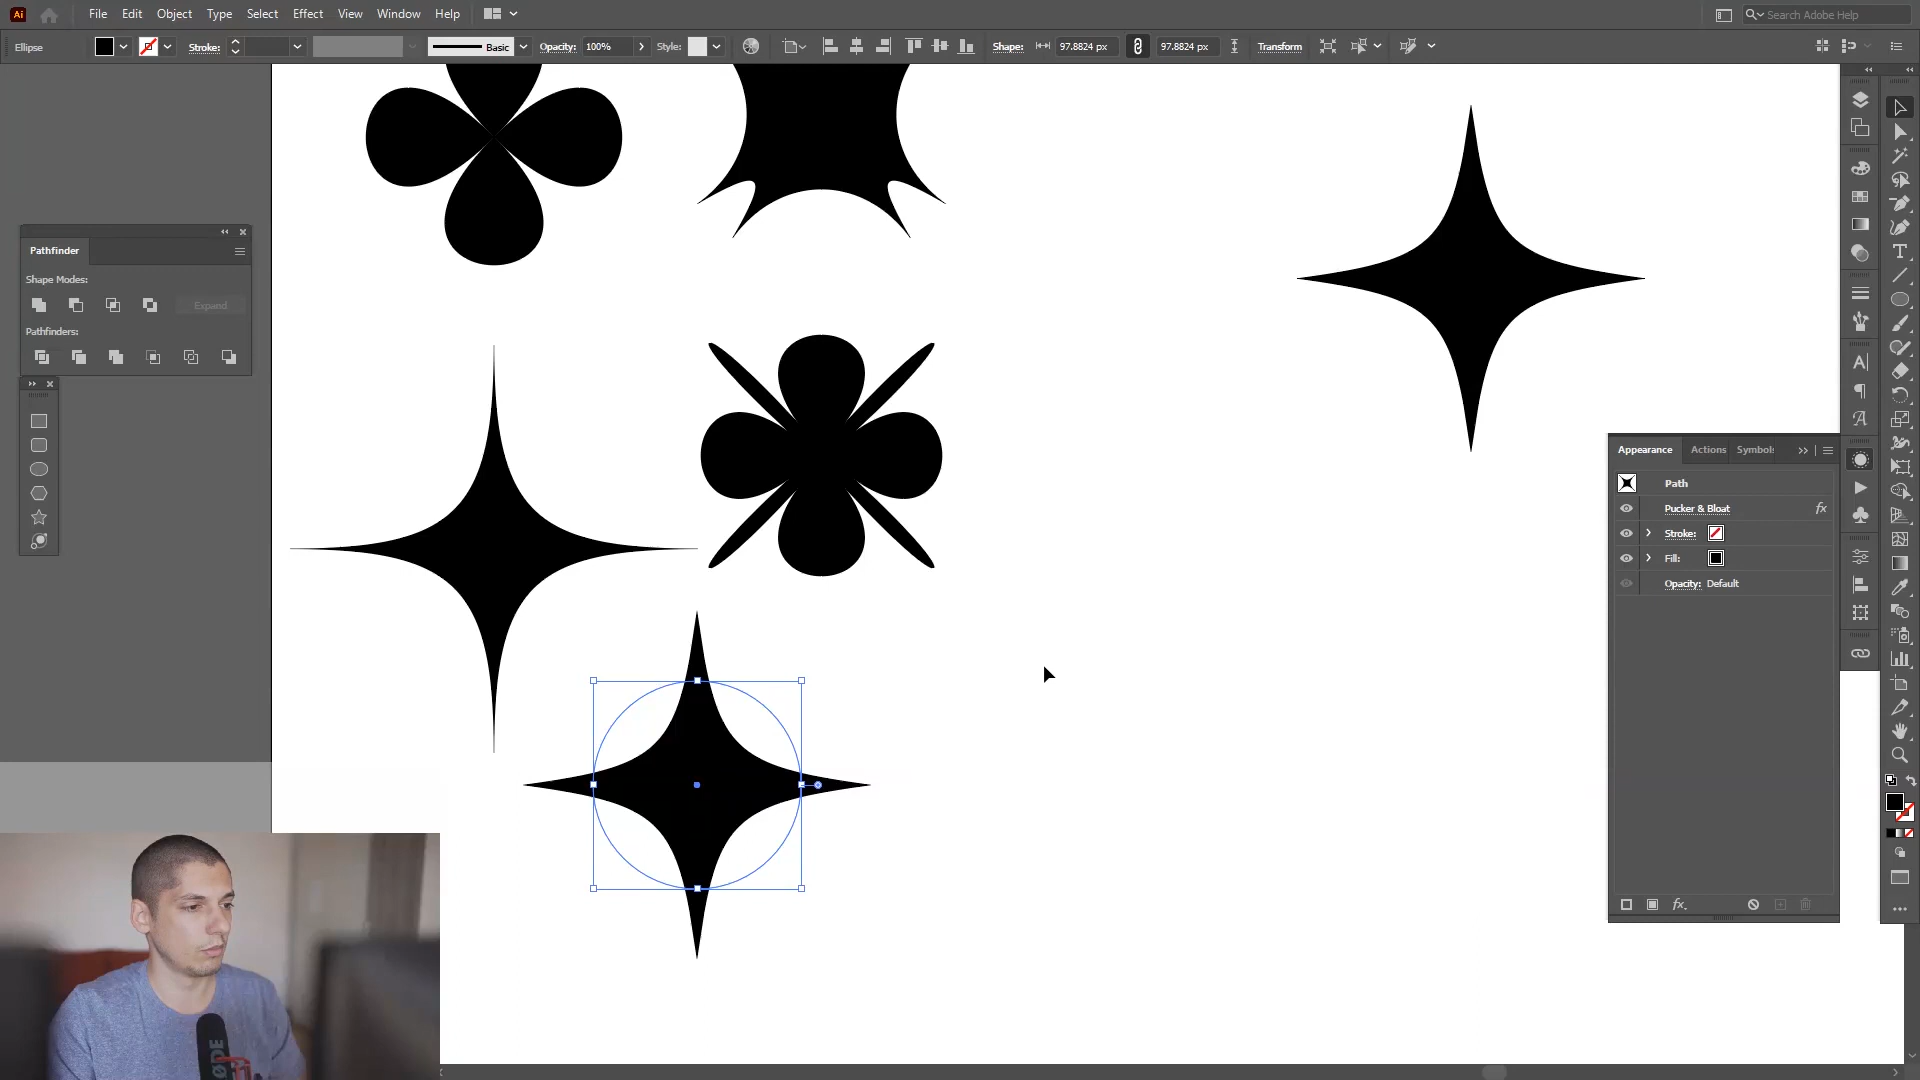 Ai File Edit Object Type Select Effect View Window Help Search Adobe Help
Ellipse Stroke: Basic Opacity: 100% Style: Shape: 97.8824 px 97.8824 px Transform
Pathfinder
Shape Modes:
Expand
Pathfinders:
Appearance Actions Symbols
Path
Pucker & Bloat fx
Stroke:
Fill:
Opacity: Default
fx